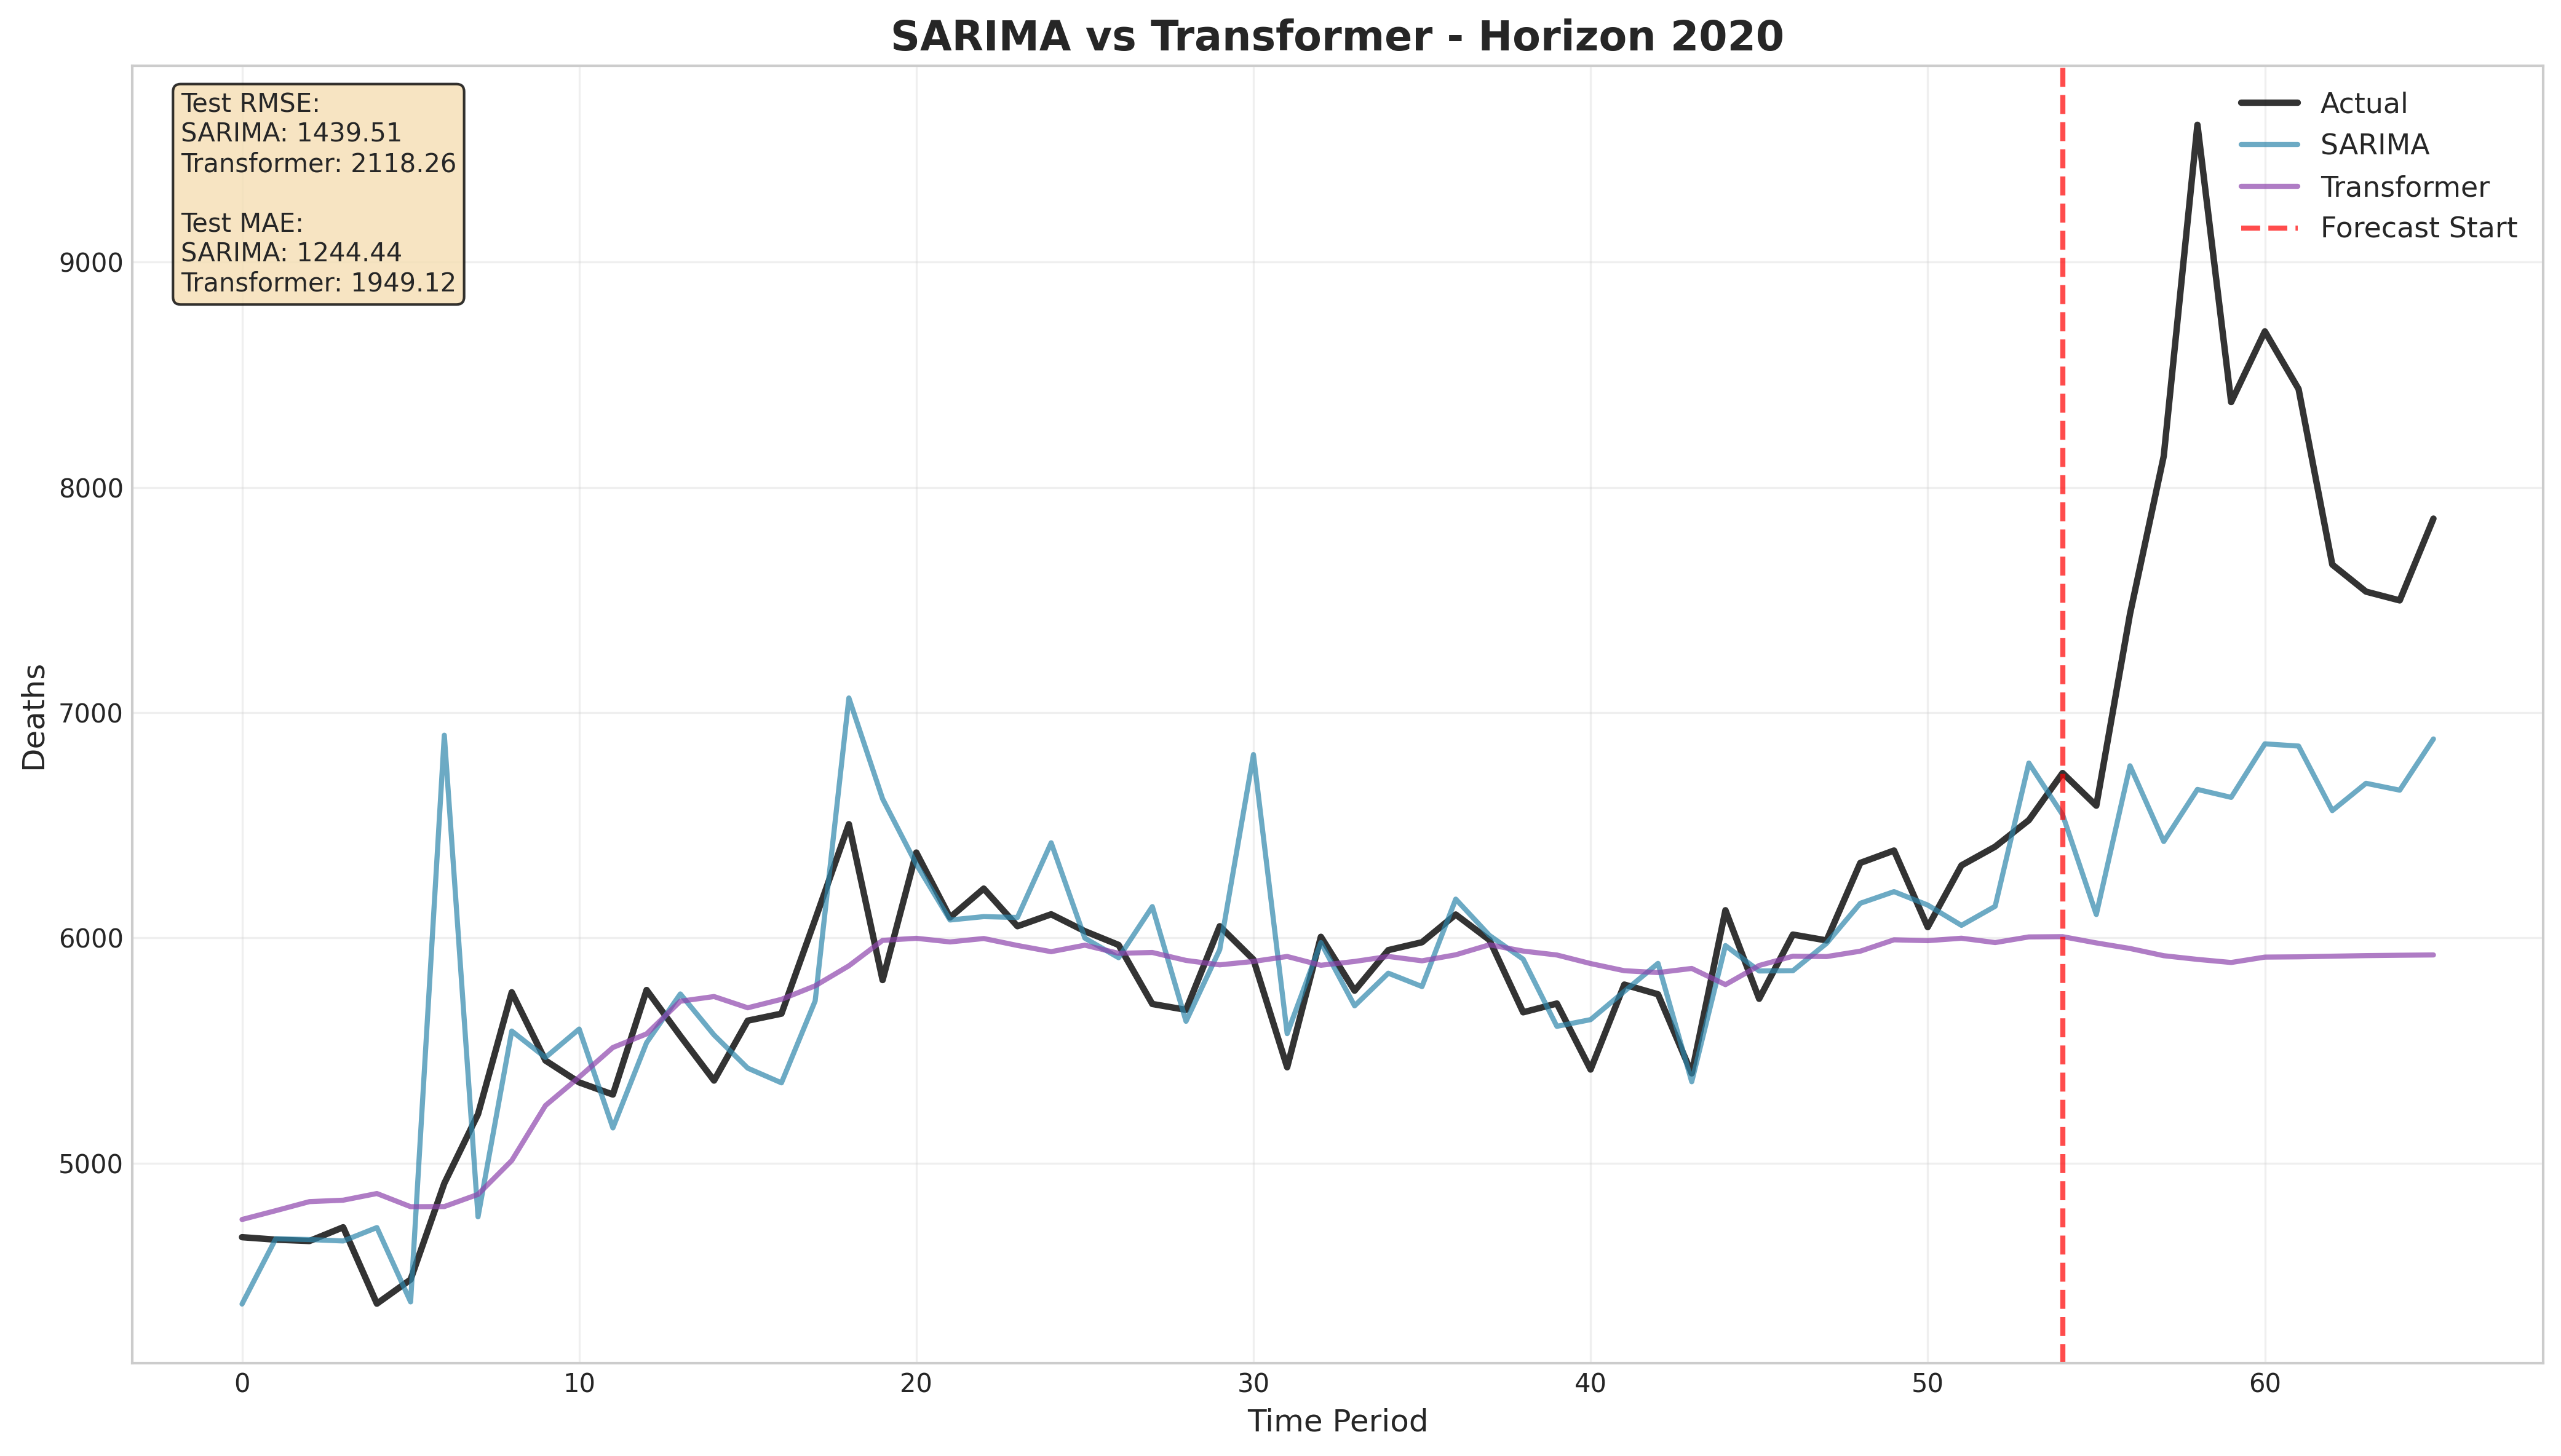 SARIMA vs Transformer - Horizon 2020
Test RMSE:
SARIMA: 1439.51
Transformer: 2118.26
Test MAE:
SARIMA: 1244.44
Transformer: 1949.12
Actual
SARIMA
Transformer
Forecast Start
Deaths
9000
8000
7000
6000
5000
0
10
20
30
40
50
60
Time Period